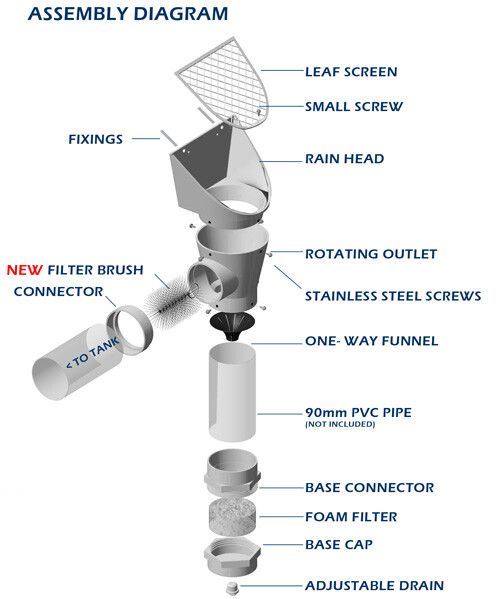 ASSEMBLY DIAGRAM
LEAF SCREEN
SMALL SCREW
FIXINGS
RAIN HEAD
ROTATING OUTLET
NEW FILTER BRUSH
CONNECTOR
STAINLESS STEEL SCREWS
ONE- WAY FUNNEL
< TO TANK
90mm PVC PIPE
(NOT INCLUDED)
BASE CONNECTOR
FOAM FILTER
BASE CAP
ADJUSTABLE DRAIN